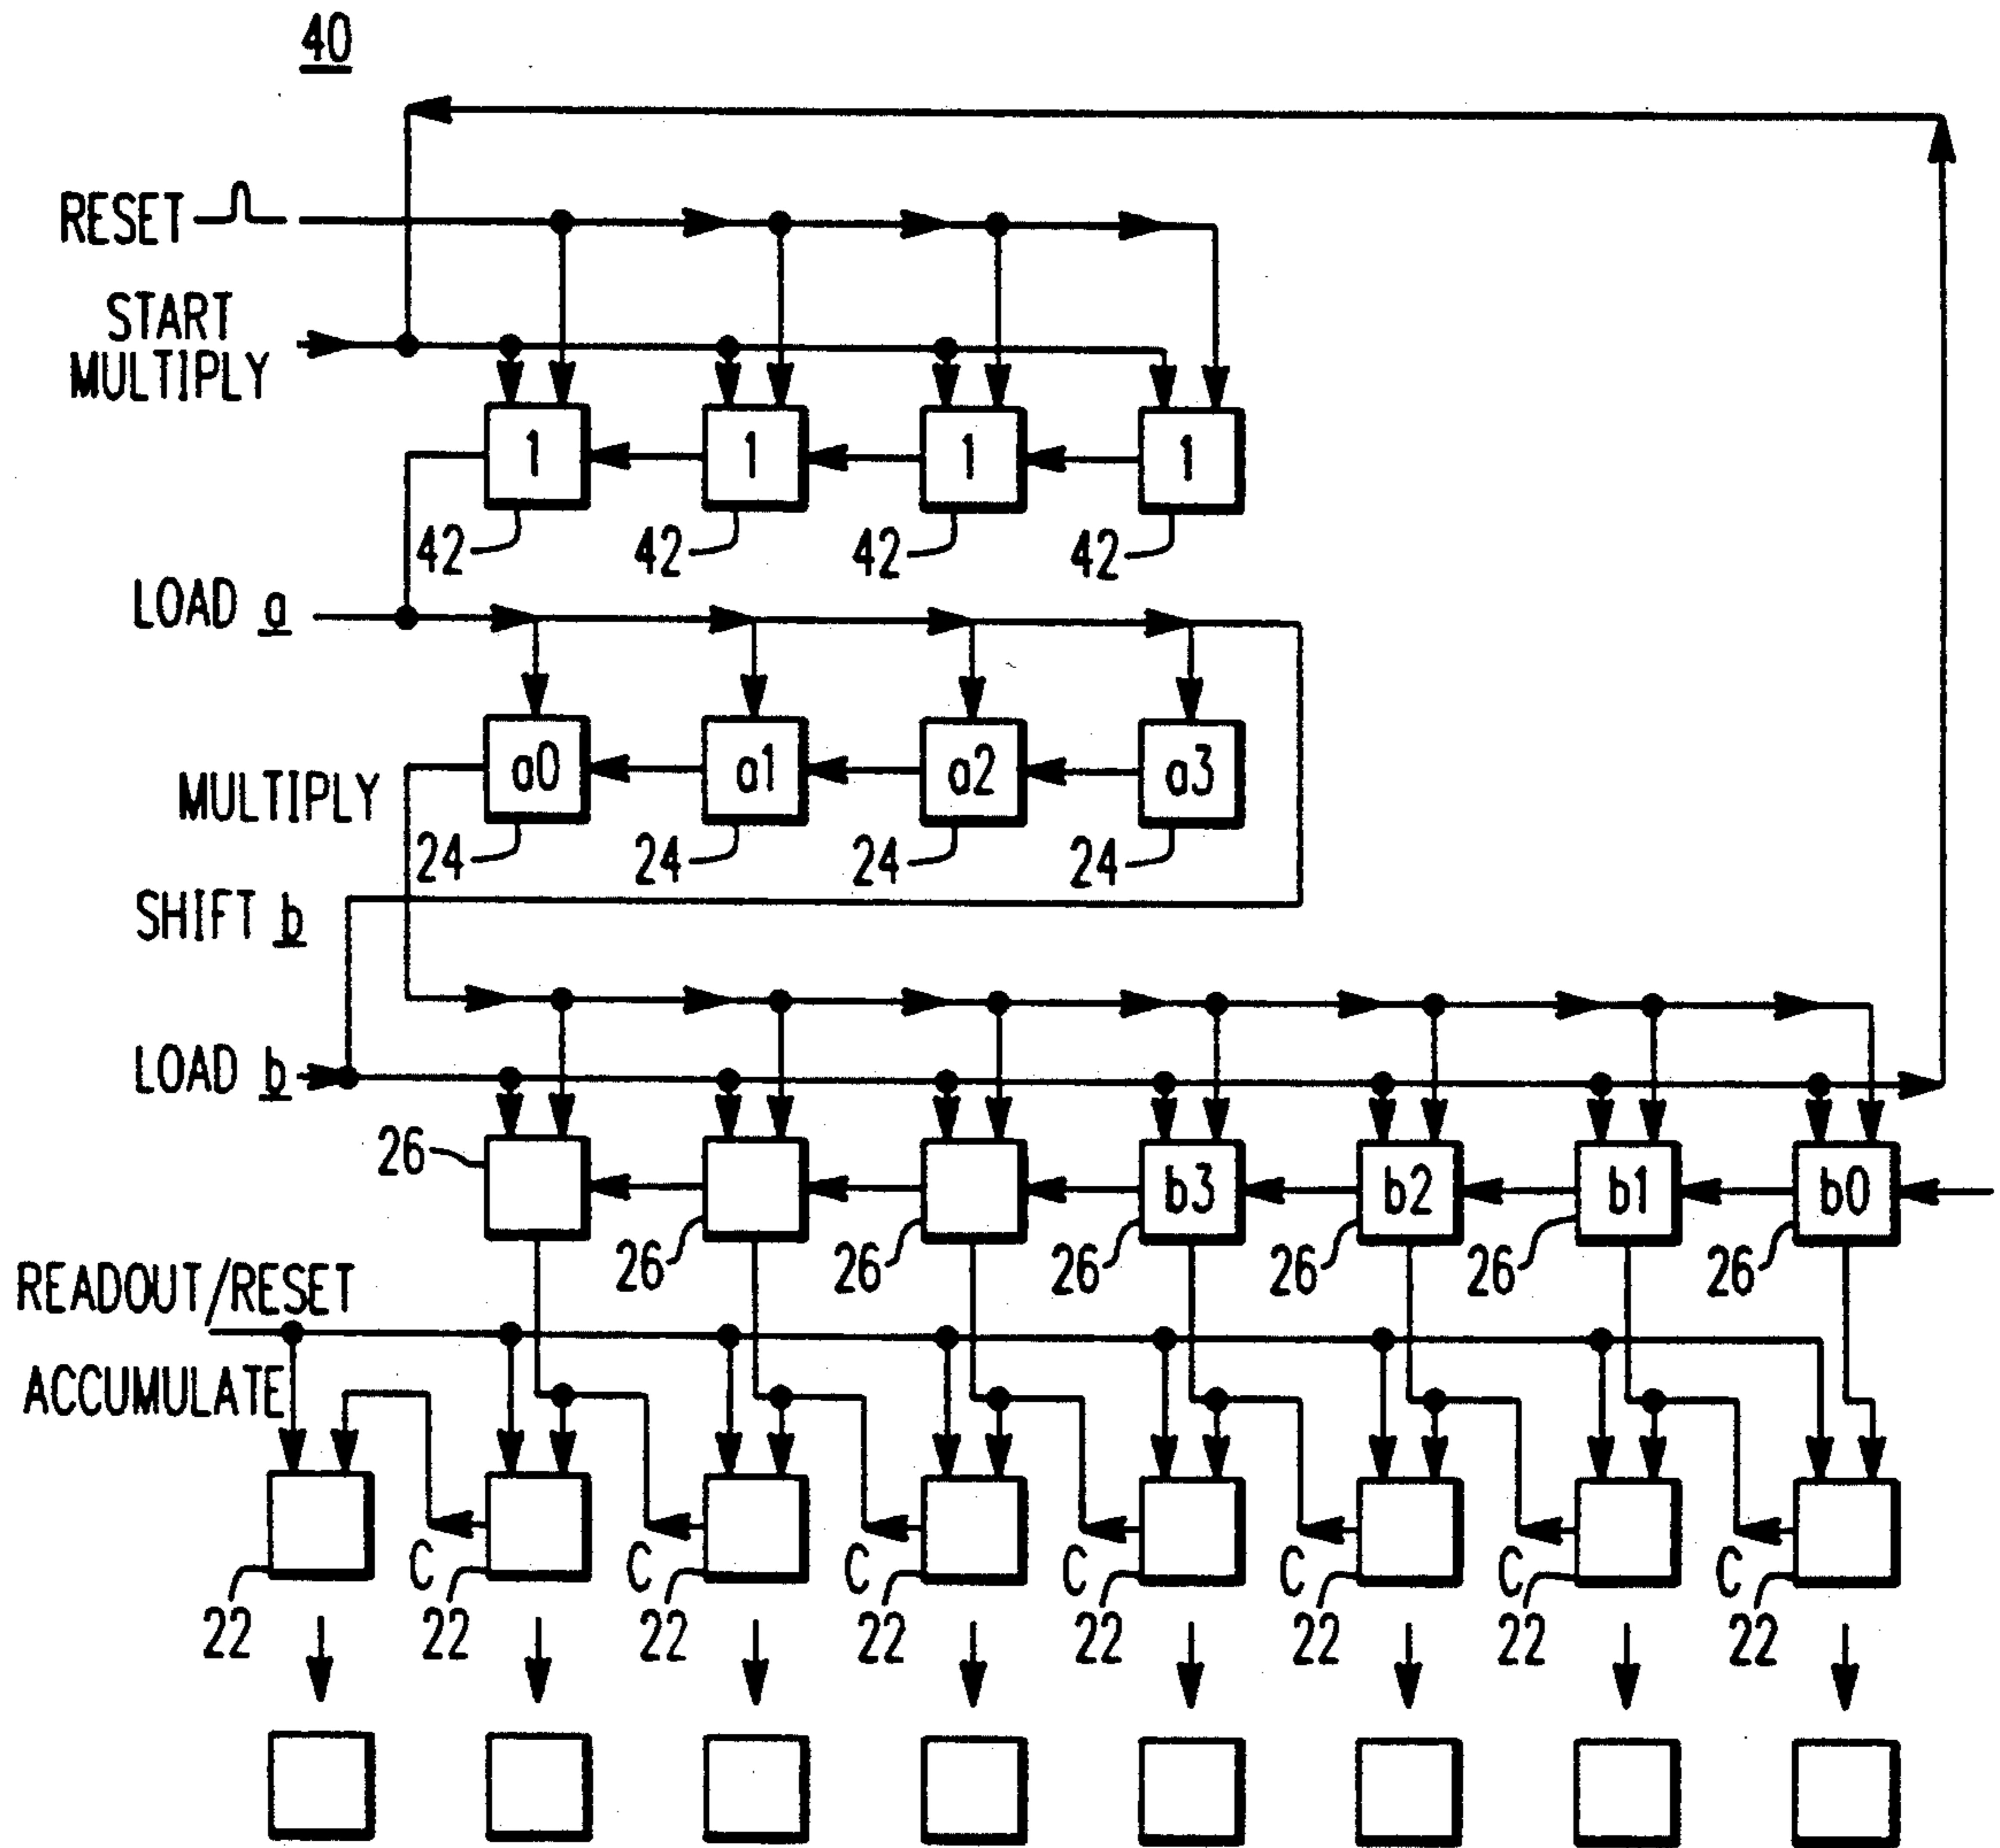 40
RESET
START
MULTIPLY
1 1 1 1
42 42 42 42
LOAD a
a0 a1 a2 a3
MULTIPLY
24 24 24 24
SHIFT b
LOAD b
26
b3 b2 b1 b0
26 26 26 26 26 26
READOUT/RESET
ACCUMULATE
C C C C C C C
22 22 22 22 22 22 22 22